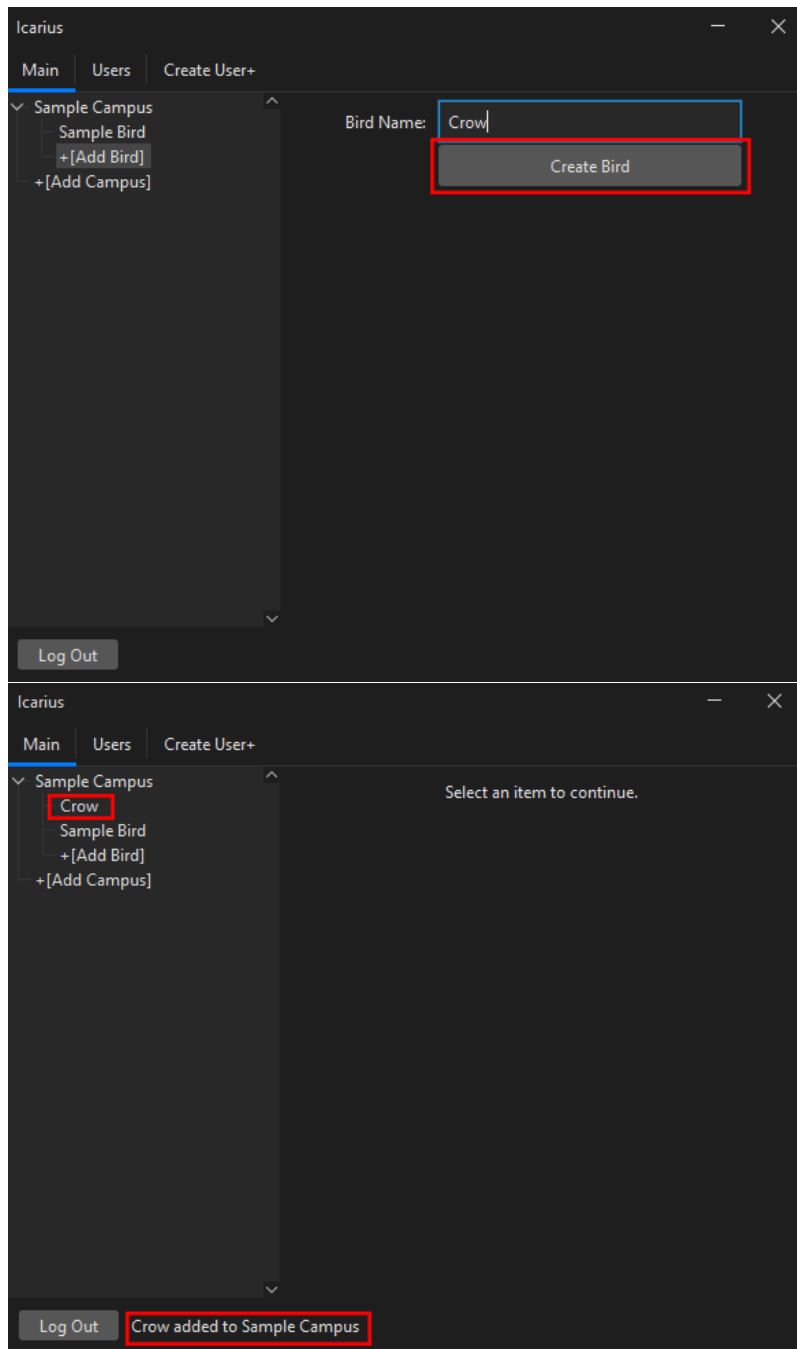 Icarius
Main Users Create User+
Sample Campus
Sample Bird
+[Add Bird]
+[Add Campus]
Bird Name: Crow
Create Bird
Log Out
Icarius
Main Users Create User+
Sample Campus
Crow
Sample Bird
+[Add Bird]
+[Add Campus]
Select an item to continue.
Log Out Crow added to Sample Campus